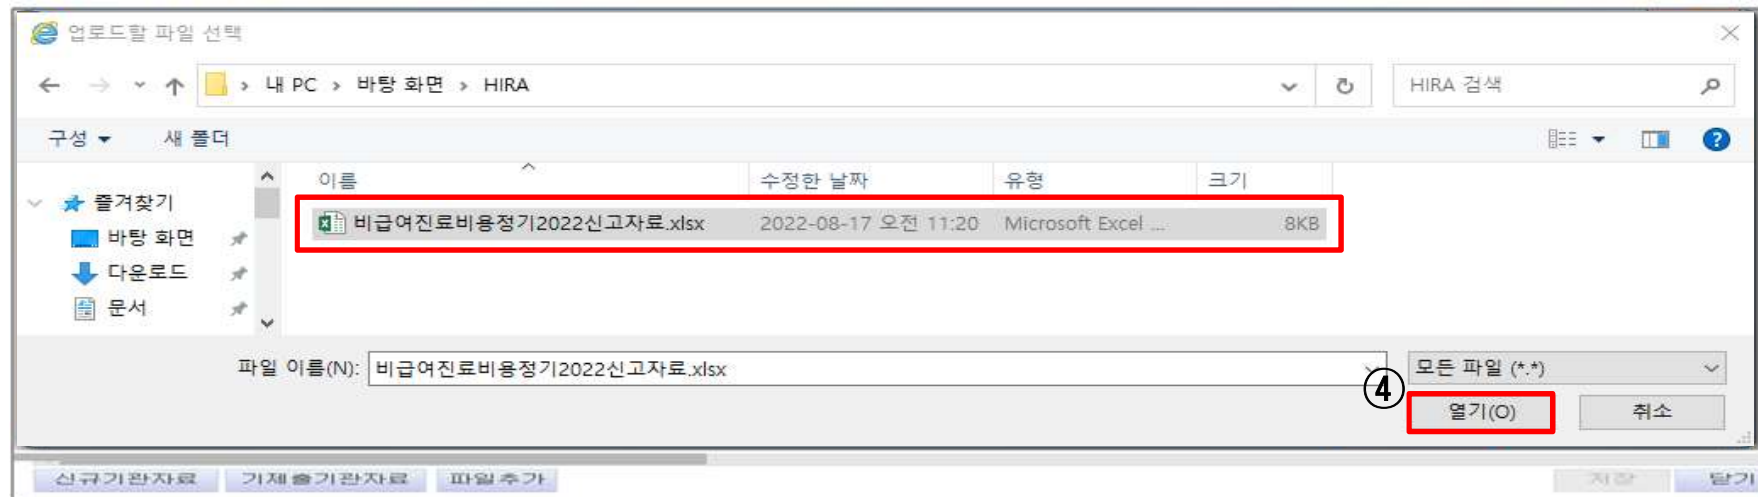 업로드할 파일 선택
내 PC > 바탕 화면 > HIRA
HIRA 검색
구성
새 폴더
이름
수정한 날짜
유형
크기
즐겨찾기
비급여진료비용정기2022신고자료.xlsx
2022-08-17 오전 11:20
Microsoft Excel ...
8KB
바탕 화면
다운로드
문서
파일 이름(N):
비급여진료비용정기2022신고자료.xlsx
모든 파일 (*.*)
④
열기(O)
취소
신규기관자료
기제출기관자료
파일추가
저장
닫기